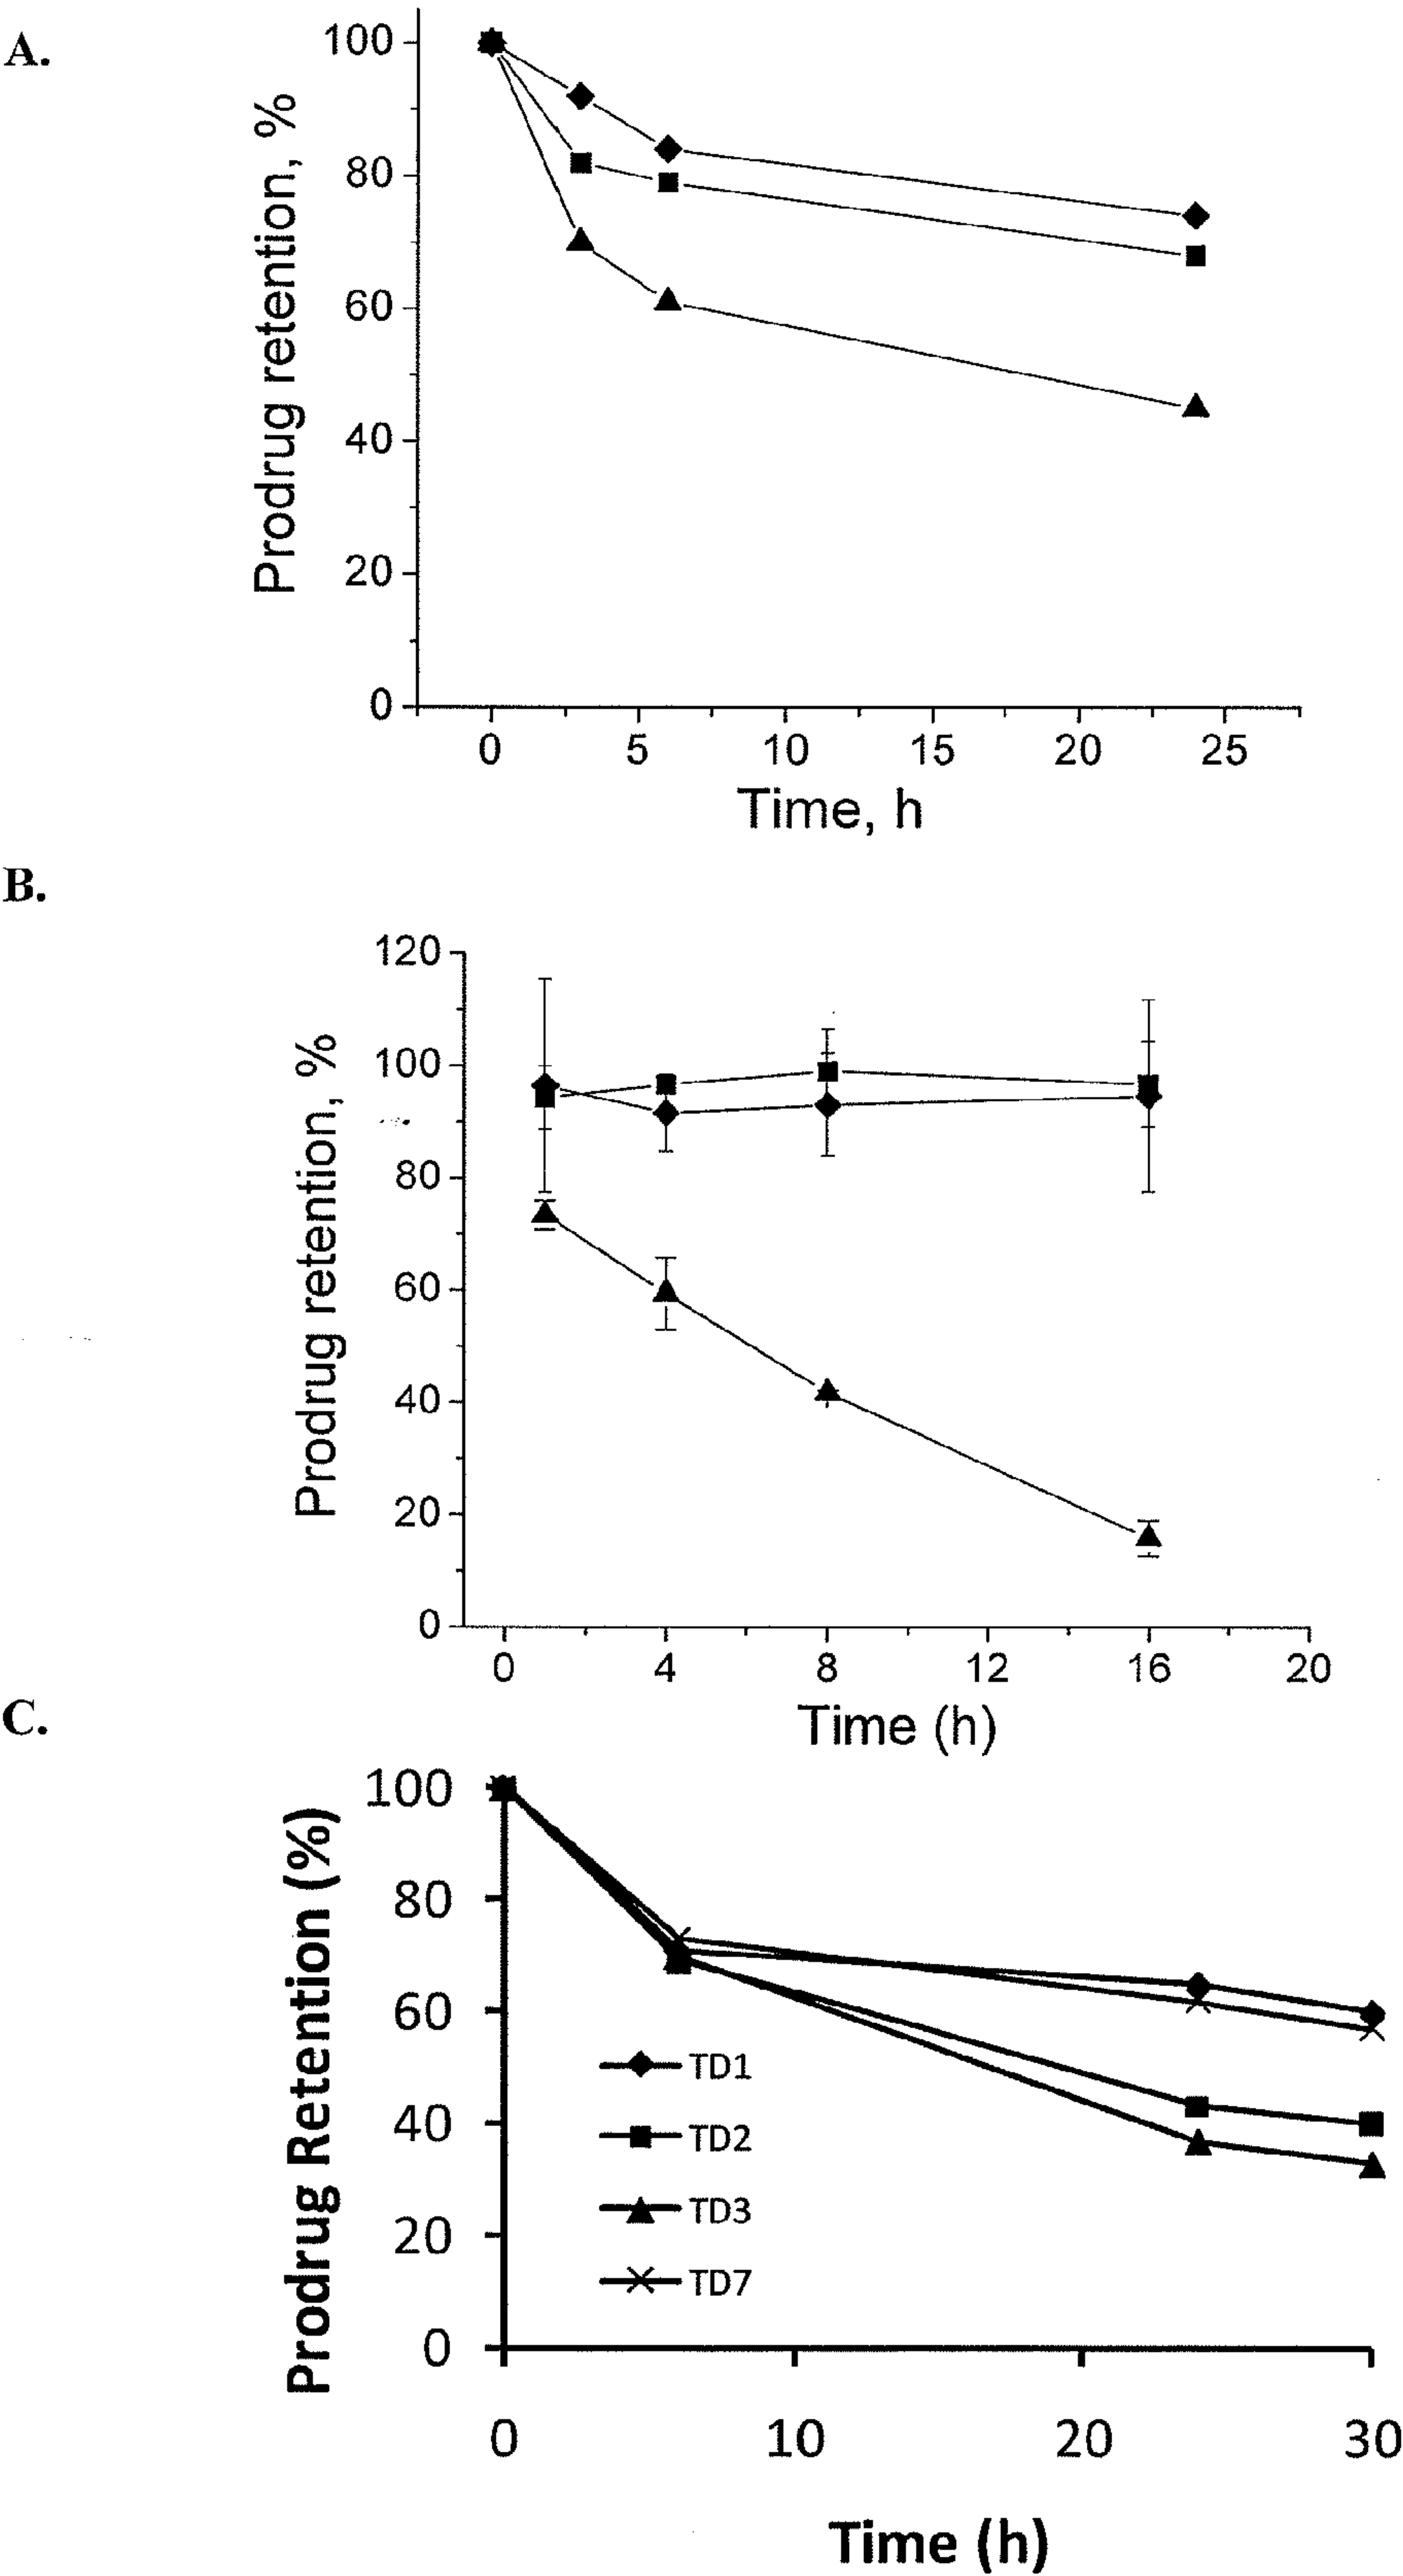 A.
Prodrug retention, %
100
80
60
40
20
0
0 5 10 15 20 25
Time, h
B.
Prodrug retention, %
120
100
80
60
40
20
0
0 4 8 12 16 20
Time (h)
C.
Prodrug Retention (%)
100
80
60
40
20
0
TD1
TD2
TD3
TD7
0 10 20 30
Time (h)